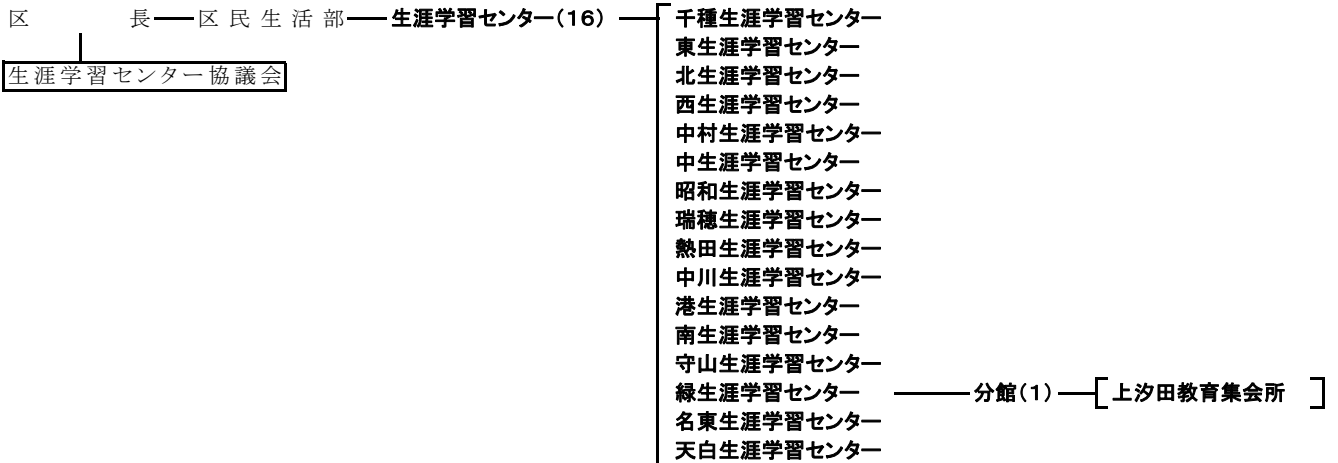 区　　　長 区民生活部 生涯学習センター（１６） 千種生涯学習センター
東生涯学習センター
生涯学習センター協議会 北生涯学習センター
西生涯学習センター
中村生涯学習センター
中生涯学習センター
昭和生涯学習センター
瑞穂生涯学習センター
熱田生涯学習センター
中川生涯学習センター
港生涯学習センター
南生涯学習センター
守山生涯学習センター
緑生涯学習センター 分館（１） 上汐田教育集会所
名東生涯学習センター
天白生涯学習センター